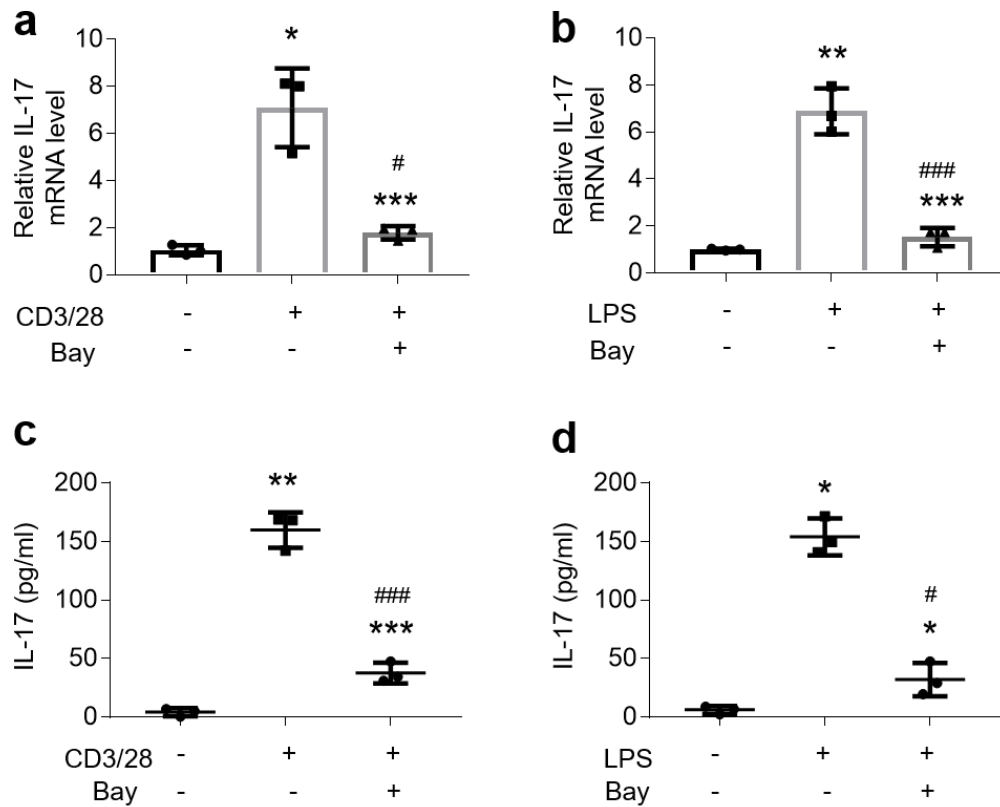 a
10
8
6
4
2
0
Relative IL-17
mRNA level
*
#
***
CD3/28 - + +
Bay - - +
b
10
8
6
4
2
0
Relative IL-17
mRNA level
**
###
***
LPS - + +
Bay - - +
c
200
150
100
50
0
IL-17 (pg/ml)
**
###
***
CD3/28 - + +
Bay - - +
d
200
150
100
50
0
IL-17 (pg/ml)
*
#
*
LPS - + +
Bay - - +